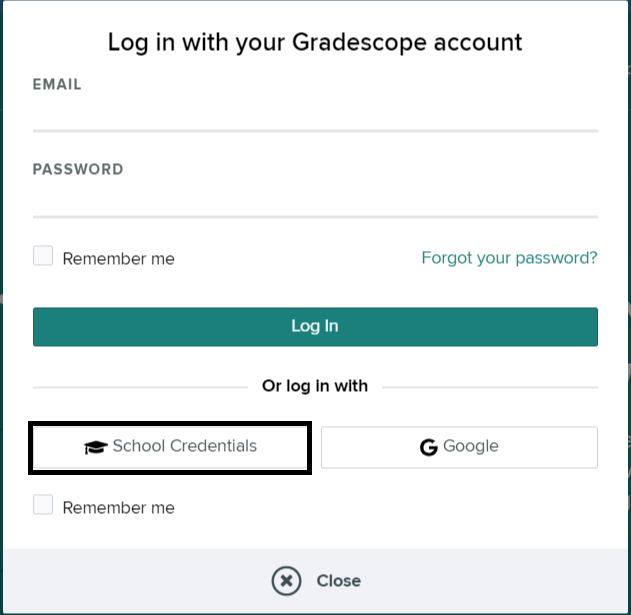 Log in with your Gradescope account
EMAIL
PASSWORD
Remember me
Forgot your password?
Log In
Or log in with
School Credentials
Google
Remember me
Close